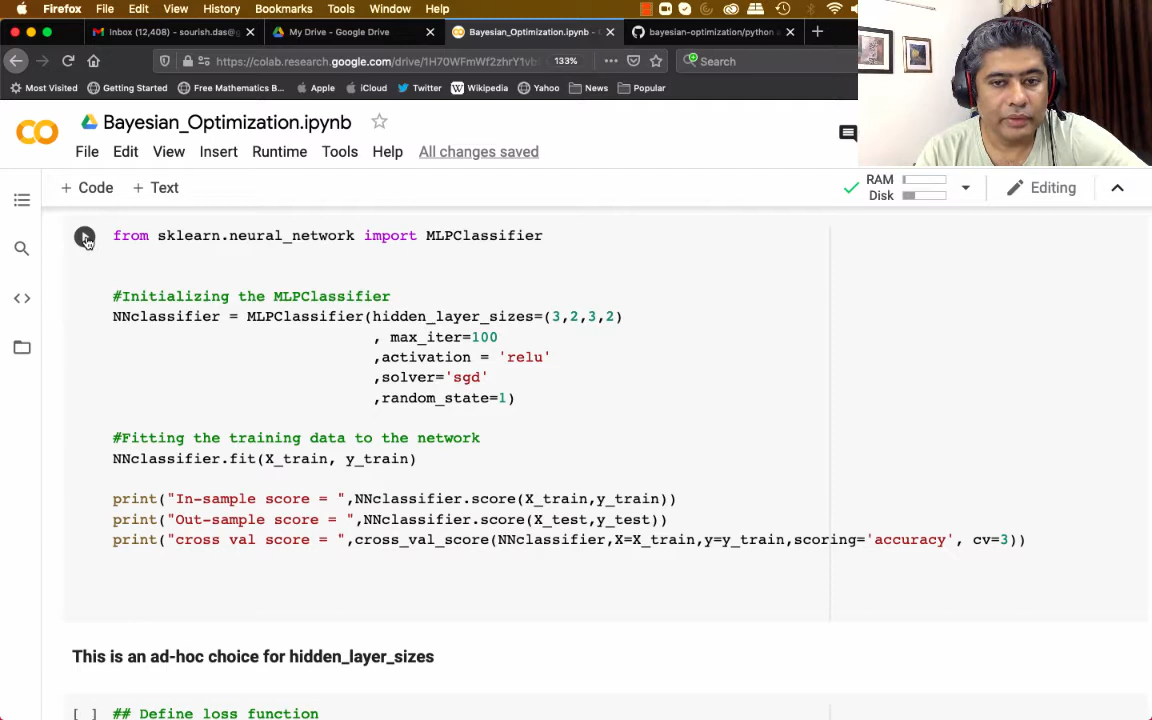 Firefox File Edit View History Bookmarks Tools Window Help
Inbox (12,408) - sourish.das@g
My Drive - Google Drive
Bayesian_Optimization.ipynb -
bayesian-optimization/python a
https://colab.research.google.com/drive/1H70WFmWf2zhrY1vb
133%
Search
Most Visited Getting Started Free Mathematics B... Apple iCloud Twitter Wikipedia Yahoo News Popular
CO Bayesian_Optimization.ipynb
File Edit View Insert Runtime Tools Help All changes saved
+ Code + Text
RAM
Disk
Editing
from sklearn.neural_network import MLPClassifier
#Initializing the MLPClassifier
NNclassifier = MLPClassifier(hidden_layer_sizes=(3,2,3,2)
, max_iter=100
,activation = 'relu'
,solver='sgd'
,random_state=1)
#Fitting the training data to the network
NNclassifier.fit(X_train, y_train)
print("In-sample score = ",NNclassifier.score(X_train,y_train))
print("Out-sample score = ",NNclassifier.score(X_test,y_test))
print("cross val score = ",cross_val_score(NNclassifier,X=X_train,y=y_train,scoring='accuracy', cv=3))
This is an ad-hoc choice for hidden_layer_sizes
[ ] ## Define loss function